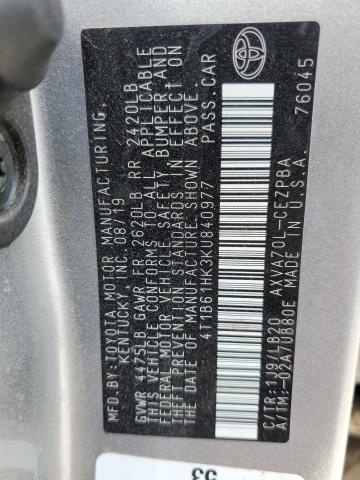 MFD. BY: TOYOTA MOTOR MANUFACTURING,
KENTUCKY, INC. 08/19
GVWR 4475LB GAWR FR 2620LB RR 2420LB
THIS VEHICLE CONFORMS TO ALL APPLICABLE
FEDERAL MOTOR VEHICLE SAFETY, BUMPER, AND
THEFT PREVENTION STANDARDS IN EFFECT ON
THE DATE OF MANUFACTURE SHOWN ABOVE.
4T1B61HK3KU840977 PASS. CAR
C/TR: 1J9/LB20 AXVA70L-CEZPBA
A/TM: -02A/UB80E MADE IN U.S.A.
76045
53